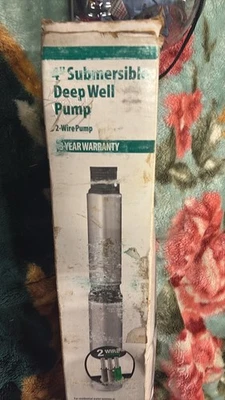 4" Submersible
Deep Well
Pump
2-Wire Pump
YEAR WARRANTY
2 WIRE